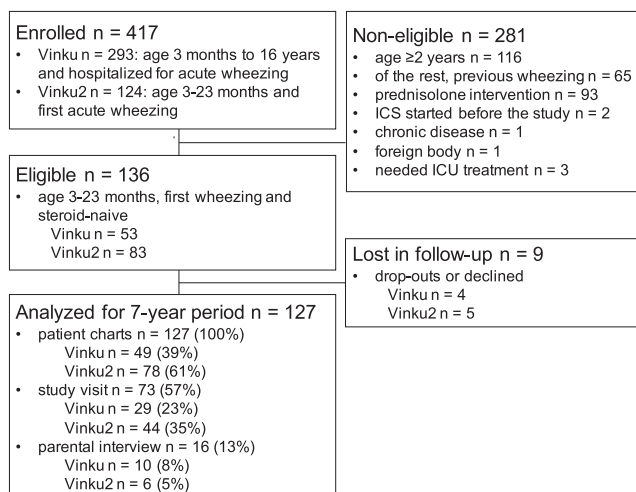 Enrolled n = 417
• Vinku n = 293: age 3 months to 16 years
and hospitalized for acute wheezing
• Vinku2 n = 124: age 3-23 months and
first acute wheezing
Non-eligible n = 281
• age ≥2 years n = 116
• of the rest, previous wheezing n = 65
• prednisolone intervention n = 93
• ICS started before the study n = 2
• chronic disease n = 1
• foreign body n = 1
• needed ICU treatment n = 3
Eligible n = 136
• age 3-23 months, first wheezing and
steroid-naive
Vinku n = 53
Vinku2 n = 83
Lost in follow-up n = 9
• drop-outs or declined
Vinku n = 4
Vinku2 n = 5
Analyzed for 7-year period n = 127
• patient charts n = 127 (100%)
Vinku n = 49 (39%)
Vinku2 n = 78 (61%)
• study visit n = 73 (57%)
Vinku n = 29 (23%)
Vinku2 n = 44 (35%)
• parental interview n = 16 (13%)
Vinku n = 10 (8%)
Vinku2 n = 6 (5%)